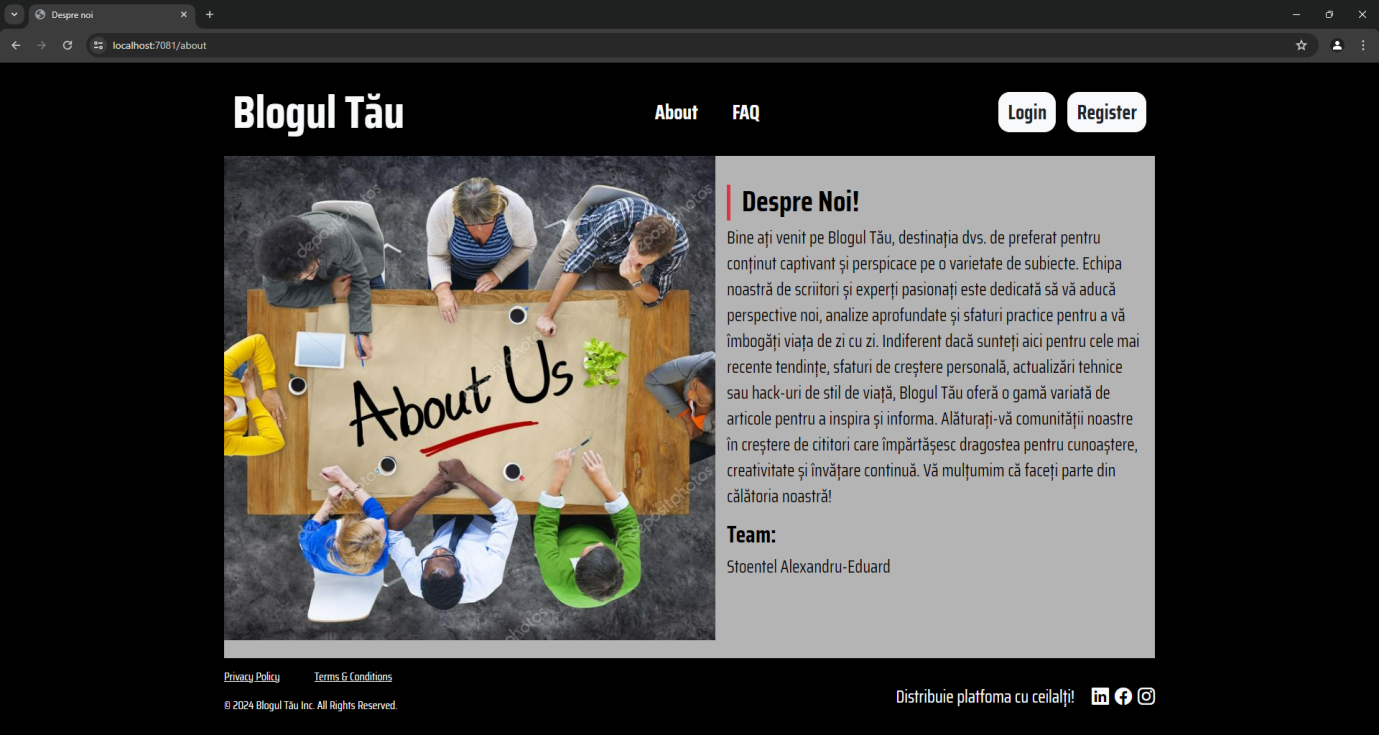 Despre noi
localhost:7081/about
Blogul Tău
About
FAQ
Login
Register
depositphotos
About Us
Despre Noi!
Bine ați venit pe Blogul Tău, destinația dvs. de preferat pentru
conținut captivant și perspicace pe o varietate de subiecte. Echipa
noastră de scriitori și experți pasionați este dedicată să vă aducă
perspective noi, analize aprofundate și sfaturi practice pentru a vă
îmbogăți viața de zi cu zi. Indiferent dacă sunteți aici pentru cele mai
recente tendințe, sfaturi de creștere personală, actualizări tehnice
sau hack-uri de stil de viață, Blogul Tău oferă o gamă variată de
articole pentru a inspira și informa. Alăturați-vă comunității noastre
în creștere de cititori care împărtășesc dragostea pentru cunoaștere,
creativitate și învățare continuă. Vă mulțumim că faceți parte din
călătoria noastră!
Team:
Stoentel Alexandru-Eduard
Privacy Policy
Terms & Conditions
© 2024 Blogul Tău Inc. All Rights Reserved.
Distribuie platfoma cu ceilalți!